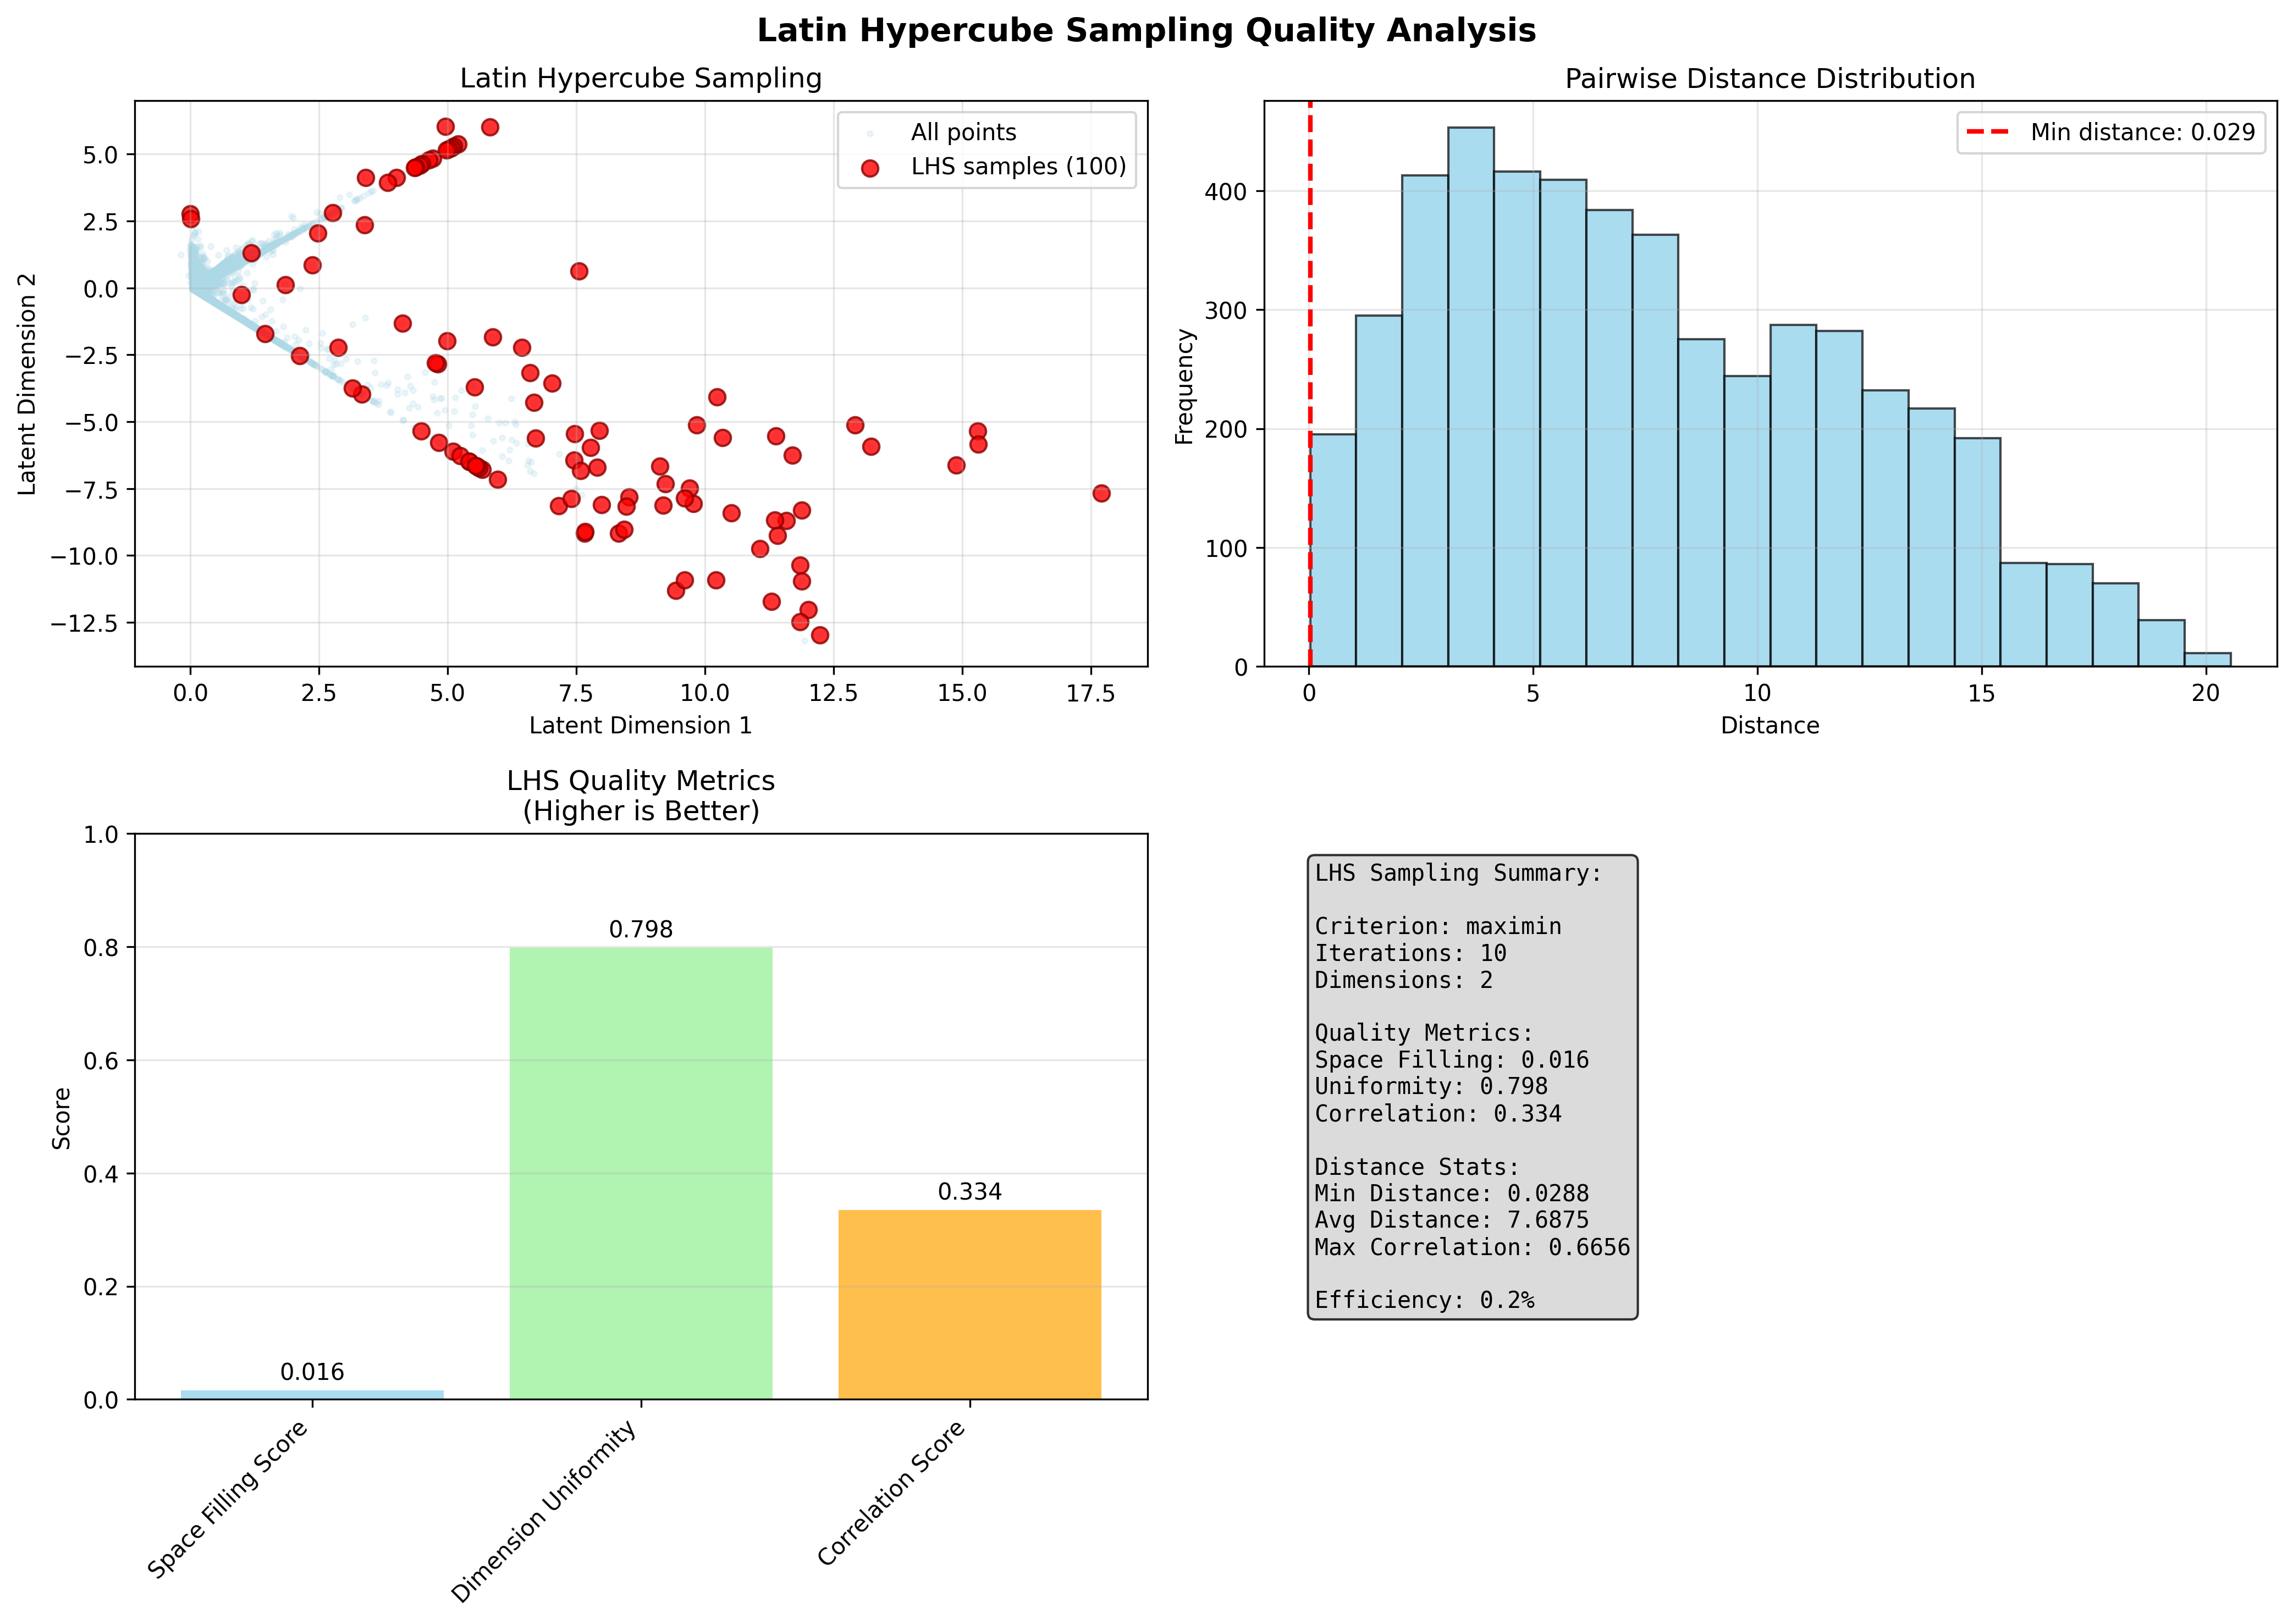 Latin Hypercube Sampling Quality Analysis
Latin Hypercube Sampling
All points
LHS samples (100)
5.0
2.5
0.0
−2.5
−5.0
−7.5
−10.0
−12.5
Latent Dimension 2
0.0 2.5 5.0 7.5 10.0 12.5 15.0 17.5
Latent Dimension 1
Pairwise Distance Distribution
Min distance: 0.029
400
300
200
100
0
Frequency
0 5 10 15 20
Distance
LHS Quality Metrics
(Higher is Better)
1.0
0.8
0.6
0.4
0.2
0.0
Score
0.016
0.798
0.334
Space Filling Score
Dimension Uniformity
Correlation Score
LHS Sampling Summary:
Criterion: maximin
Iterations: 10
Dimensions: 2
Quality Metrics:
Space Filling: 0.016
Uniformity: 0.798
Correlation: 0.334
Distance Stats:
Min Distance: 0.0288
Avg Distance: 7.6875
Max Correlation: 0.6656
Efficiency: 0.2%